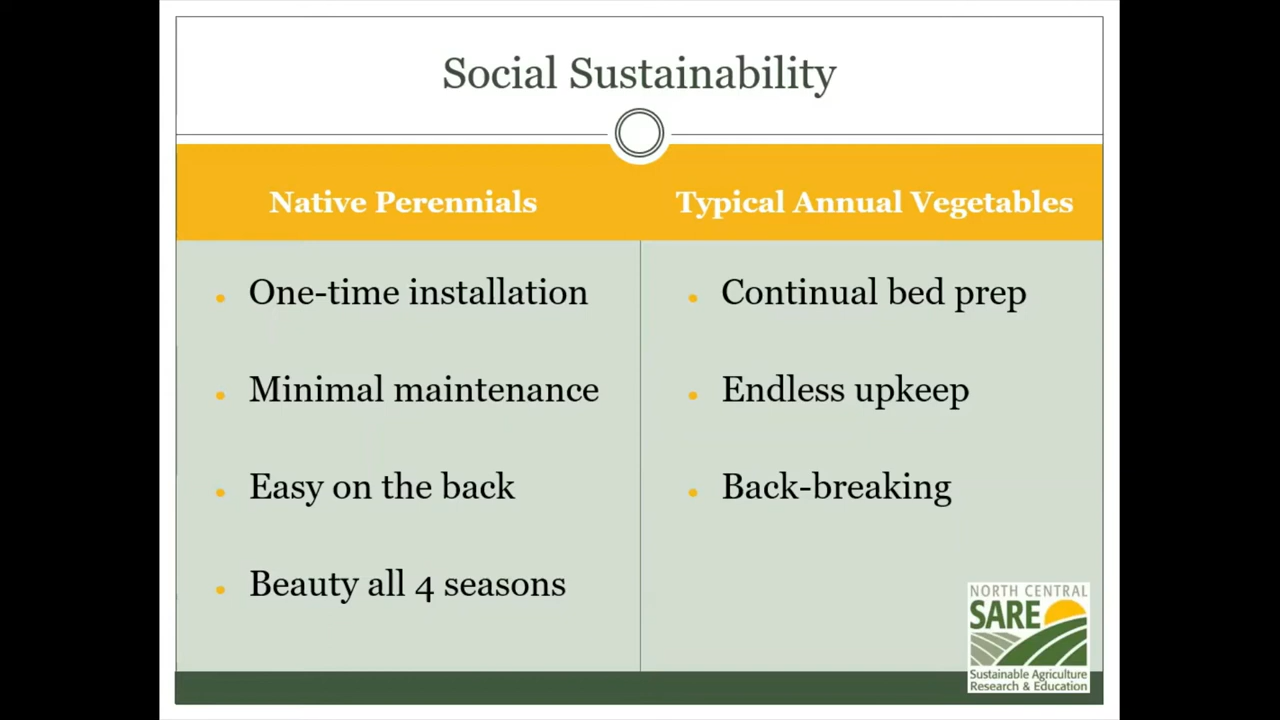 Social Sustainability
Native Perennials
Typical Annual Vegetables
One-time installation
Minimal maintenance
Easy on the back
Beauty all 4 seasons
Continual bed prep
Endless upkeep
Back-breaking
NORTH CENTRAL
SARE
Sustainable Agriculture
Research & Education